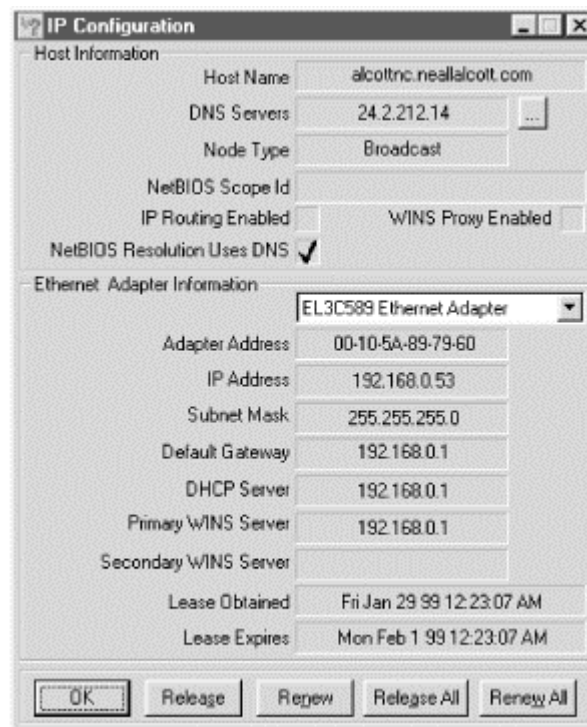 IP Configuration
Host Information
Host Name alcottnc.neallalcott.com
DNS Servers 24.2.212.14 ...
Node Type Broadcast
NetBIOS Scope Id
IP Routing Enabled WINS Proxy Enabled
NetBIOS Resolution Uses DNS
Ethernet Adapter Information
EL3C589 Ethernet Adapter
Adapter Address 00-10-5A-89-79-60
IP Address 192.168.0.53
Subnet Mask 255.255.255.0
Default Gateway 192.168.0.1
DHCP Server 192.168.0.1
Primary WINS Server 192.168.0.1
Secondary WINS Server
Lease Obtained Fri Jan 29 99 12:23:07 AM
Lease Expires Mon Feb 1 99 12:23:07 AM
OK Release Renew Release All Renew All